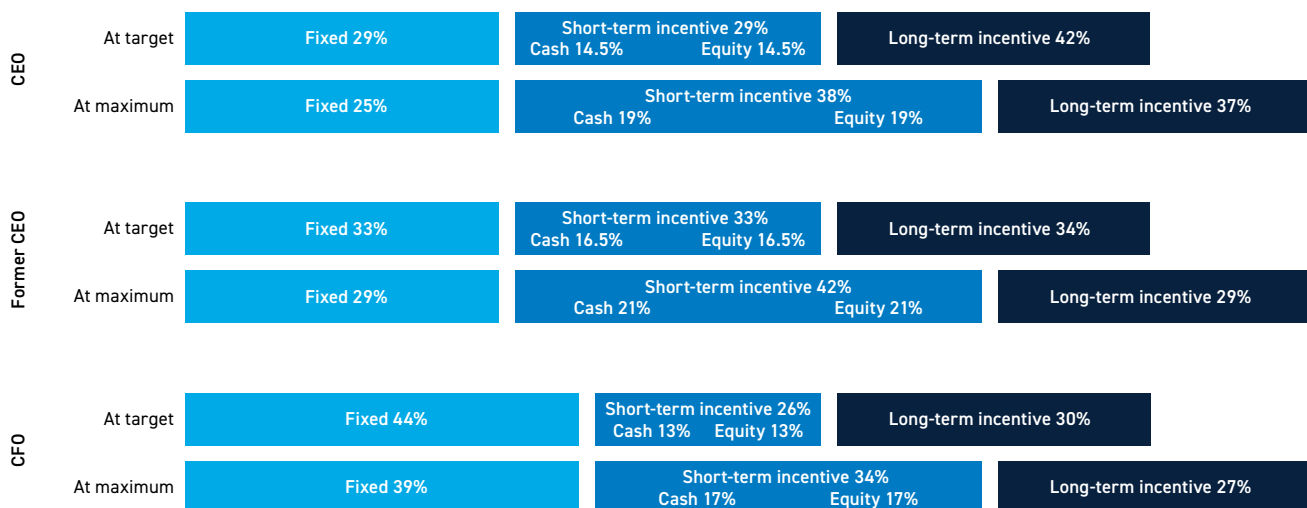 CEO
At target
Fixed 29%
Short-term incentive 29%
Cash 14.5% Equity 14.5%
Long-term incentive 42%
At maximum
Fixed 25%
Short-term incentive 38%
Cash 19% Equity 19%
Long-term incentive 37%
Former CEO
At target
Fixed 33%
Short-term incentive 33%
Cash 16.5% Equity 16.5%
Long-term incentive 34%
At maximum
Fixed 29%
Short-term incentive 42%
Cash 21% Equity 21%
Long-term incentive 29%
CFO
At target
Fixed 44%
Short-term incentive 26%
Cash 13% Equity 13%
Long-term incentive 30%
At maximum
Fixed 39%
Short-term incentive 34%
Cash 17% Equity 17%
Long-term incentive 27%